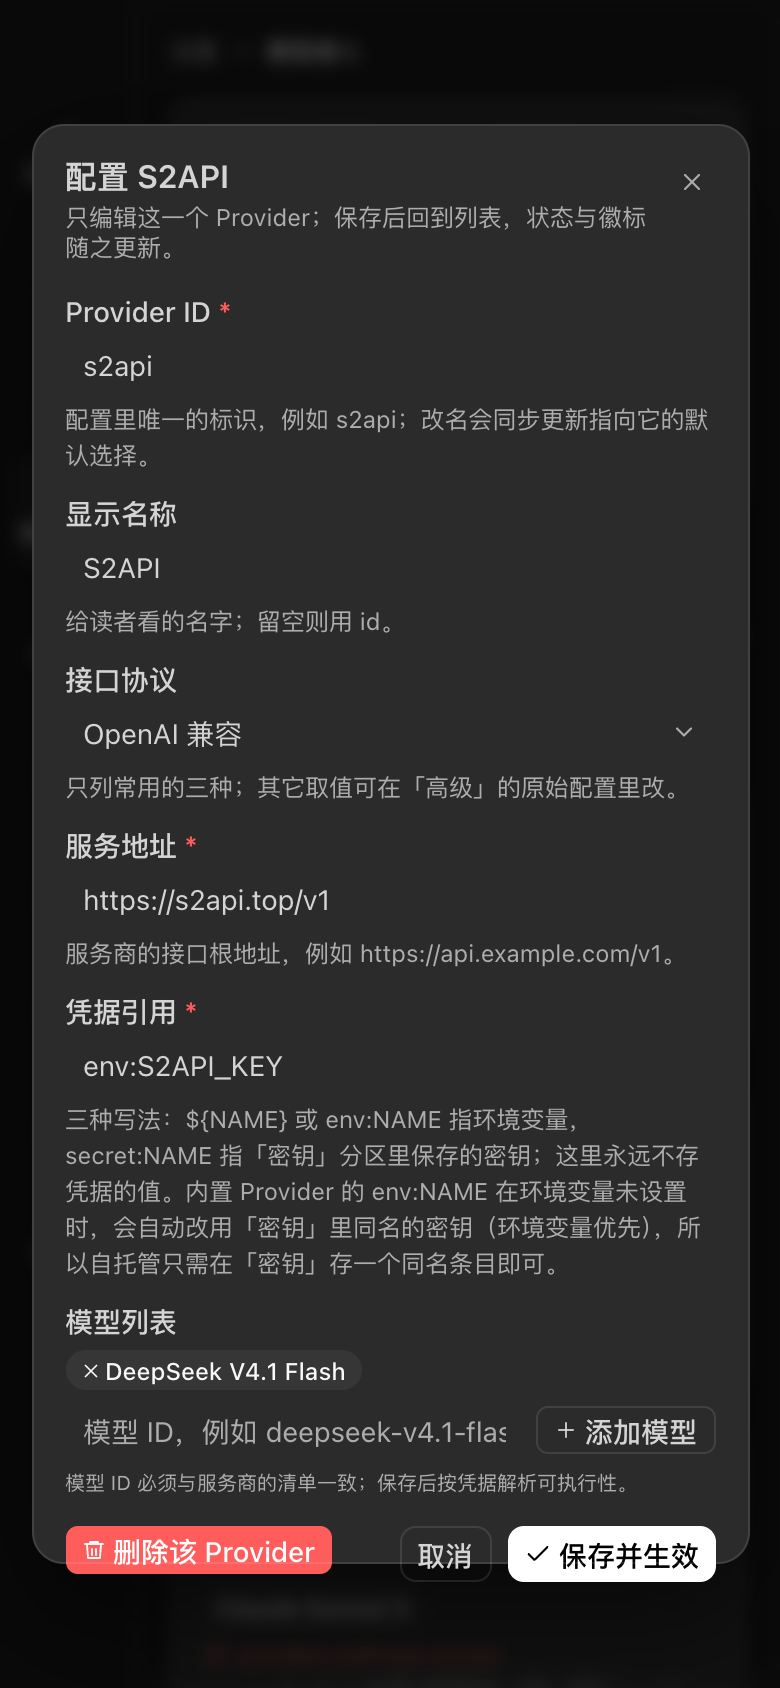 配置 S2API
只编辑这一个 Provider；保存后回到列表，状态与徽标
随之更新。
Provider ID *
s2api
配置里唯一的标识，例如 s2api；改名会同步更新指向它的默
认选择。
显示名称
S2API
给读者看的名字；留空则用 id。
接口协议
OpenAI 兼容
只列常用的三种；其它取值可在「高级」的原始配置里改。
服务地址 *
https://s2api.top/v1
服务商的接口根地址，例如 https://api.example.com/v1。
凭据引用 *
env:S2API_KEY
三种写法：${NAME} 或 env:NAME 指环境变量，
secret:NAME 指「密钥」分区里保存的密钥；这里永远不存
凭据的值。内置 Provider 的 env:NAME 在环境变量未设置
时，会自动改用「密钥」里同名的密钥（环境变量优先），所
以自托管只需在「密钥」存一个同名条目即可。
模型列表
DeepSeek V4.1 Flash
模型 ID，例如 deepseek-v4.1-flas
添加模型
模型 ID 必须与服务商的清单一致；保存后按凭据解析可执行性。
删除该 Provider
取消
保存并生效